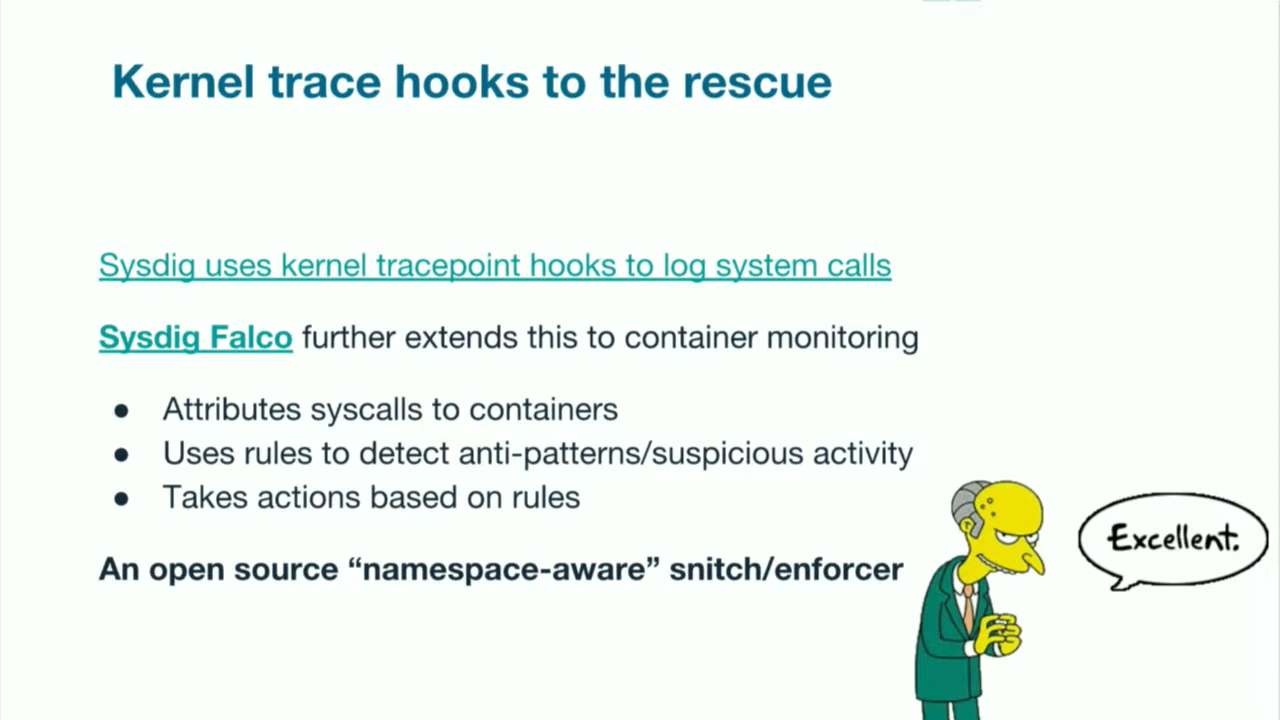 Kernel trace hooks to the rescue
Sysdig uses kernel tracepoint hooks to log system calls
Sysdig Falco further extends this to container monitoring
● Attributes syscalls to containers
● Uses rules to detect anti-patterns/suspicious activity
● Takes actions based on rules
Excellent.
An open source “namespace-aware” snitch/enforcer